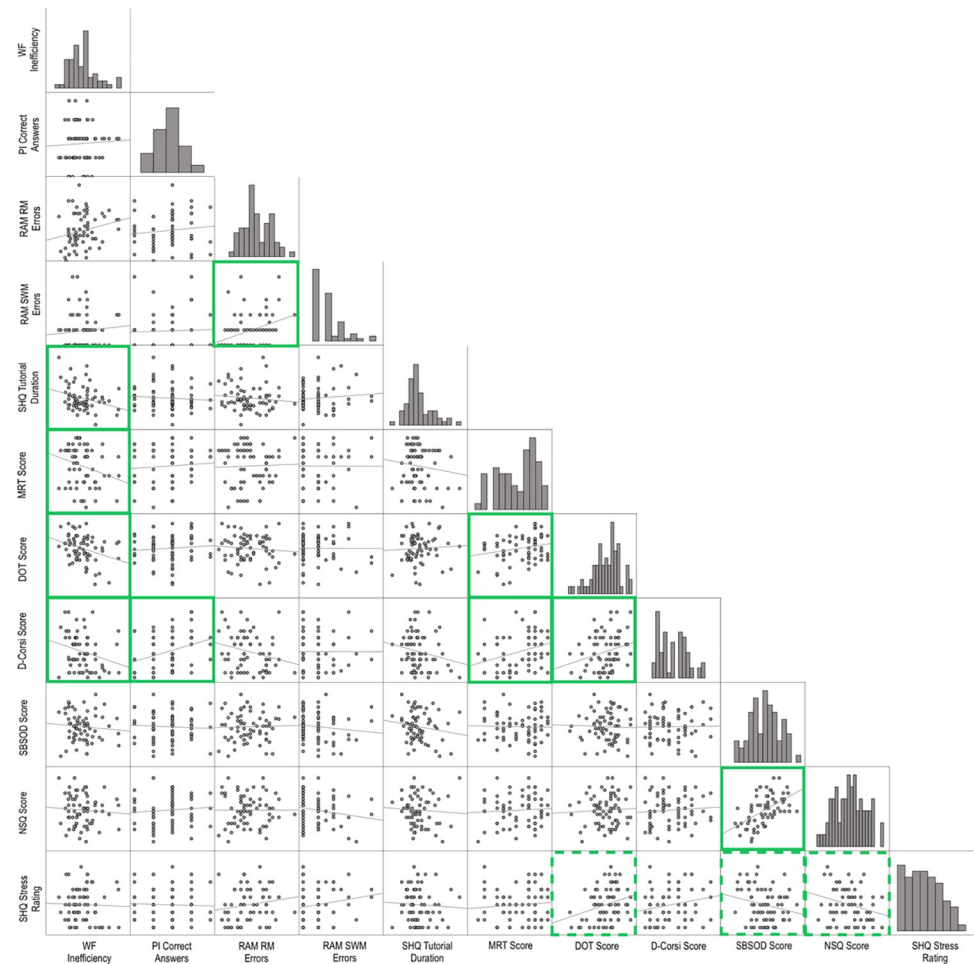 WF
Inefficiency
PI Correct
Answers
RAM RM
Errors
RAM SWM
Errors
SHQ Tutorial
Duration
MRT Score
DOT Score
D-Corsi Score
SBSOD Score
NSQ Score
SHQ Stress
Rating
WF
Inefficiency
PI Correct
Answers
RAM RM
Errors
RAM SWM
Errors
SHQ Tutorial
Duration
MRT Score
DOT Score
D-Corsi Score
SBSOD Score
NSQ Score
SHQ Stress
Rating